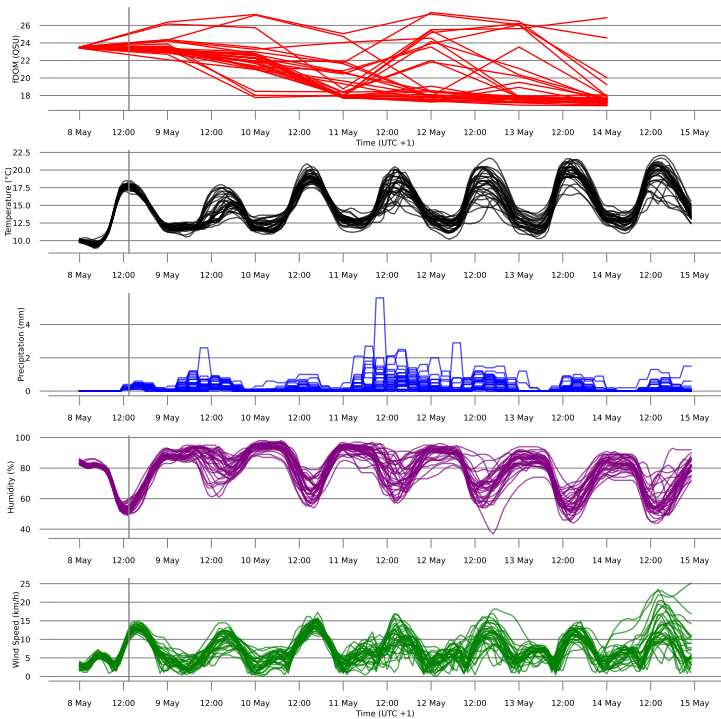 26
24
22
20
18
fDOM (QSU)
8 May 12:00 9 May 12:00 10 May 12:00 11 May 12:00 12 May 12:00 13 May 12:00 14 May 12:00 15 May
Time (UTC +1)
22.5
20.0
17.5
15.0
12.5
10.0
Temperature (°C)
8 May 12:00 9 May 12:00 10 May 12:00 11 May 12:00 12 May 12:00 13 May 12:00 14 May 12:00 15 May
4
2
0
Precipitation (mm)
8 May 12:00 9 May 12:00 10 May 12:00 11 May 12:00 12 May 12:00 13 May 12:00 14 May 12:00 15 May
100
80
60
40
Humidity (%)
8 May 12:00 9 May 12:00 10 May 12:00 11 May 12:00 12 May 12:00 13 May 12:00 14 May 12:00 15 May
25
20
15
10
5
0
Wind Speed (km/h)
8 May 12:00 9 May 12:00 10 May 12:00 11 May 12:00 12 May 12:00 13 May 12:00 14 May 12:00 15 May
Time (UTC +1)